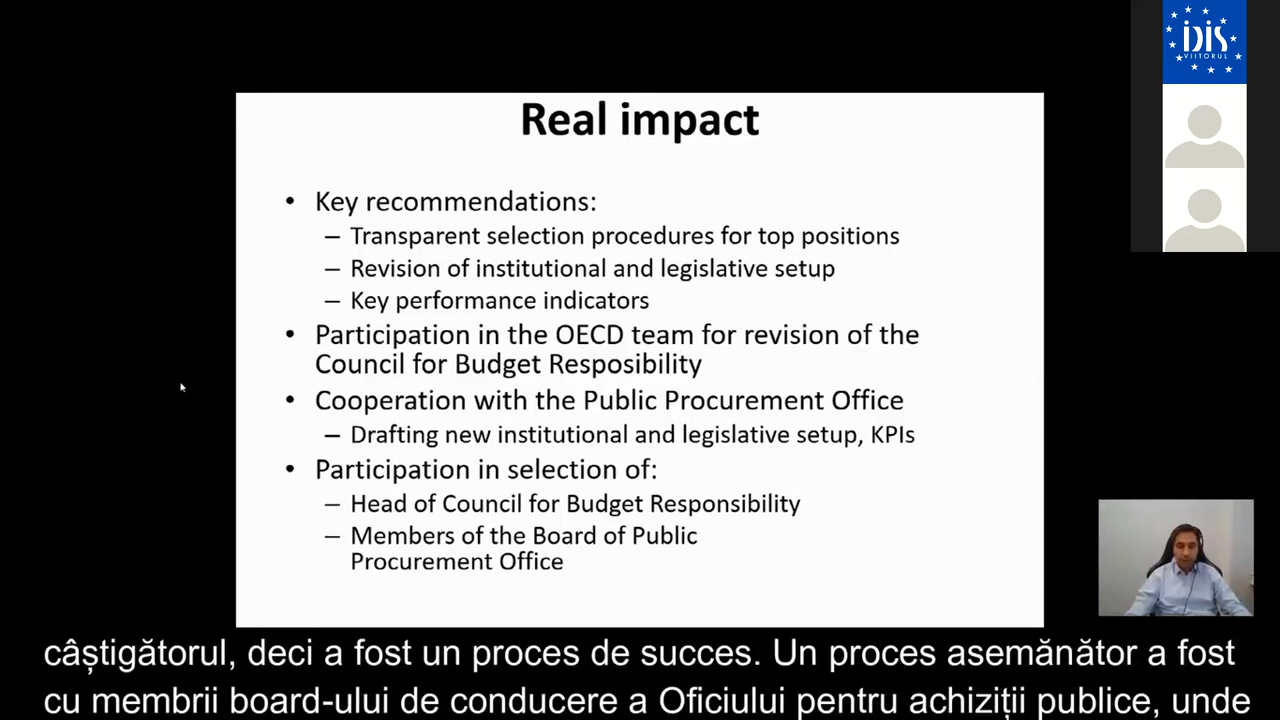 iDiS
VIITORUL
Real impact
• Key recommendations:
– Transparent selection procedures for top positions
– Revision of institutional and legislative setup
– Key performance indicators
• Participation in the OECD team for revision of the
Council for Budget Resposibility
• Cooperation with the Public Procurement Office
– Drafting new institutional and legislative setup, KPIs
• Participation in selection of:
– Head of Council for Budget Responsibility
– Members of the Board of Public
Procurement Office
câștigătorul, deci a fost un proces de succes. Un proces asemănător a fost
cu membrii board-ului de conducere a Oficiului pentru achiziții publice, unde